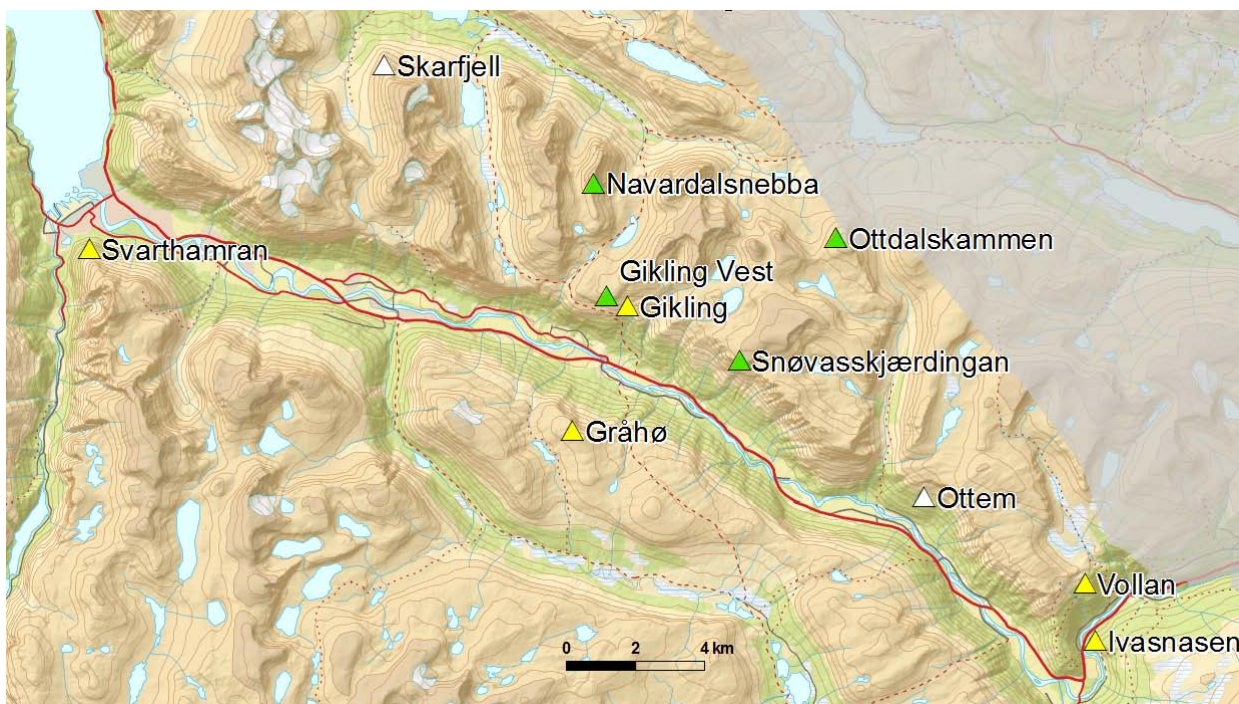 Skarfjell
Navardalsnebba
Ottdalskammen
Svarthamran
Gikling Vest
Gikling
Snøvasskjærdingan
Gråhø
Ottem
Vollan
Ivasnasen
0 2 4 km